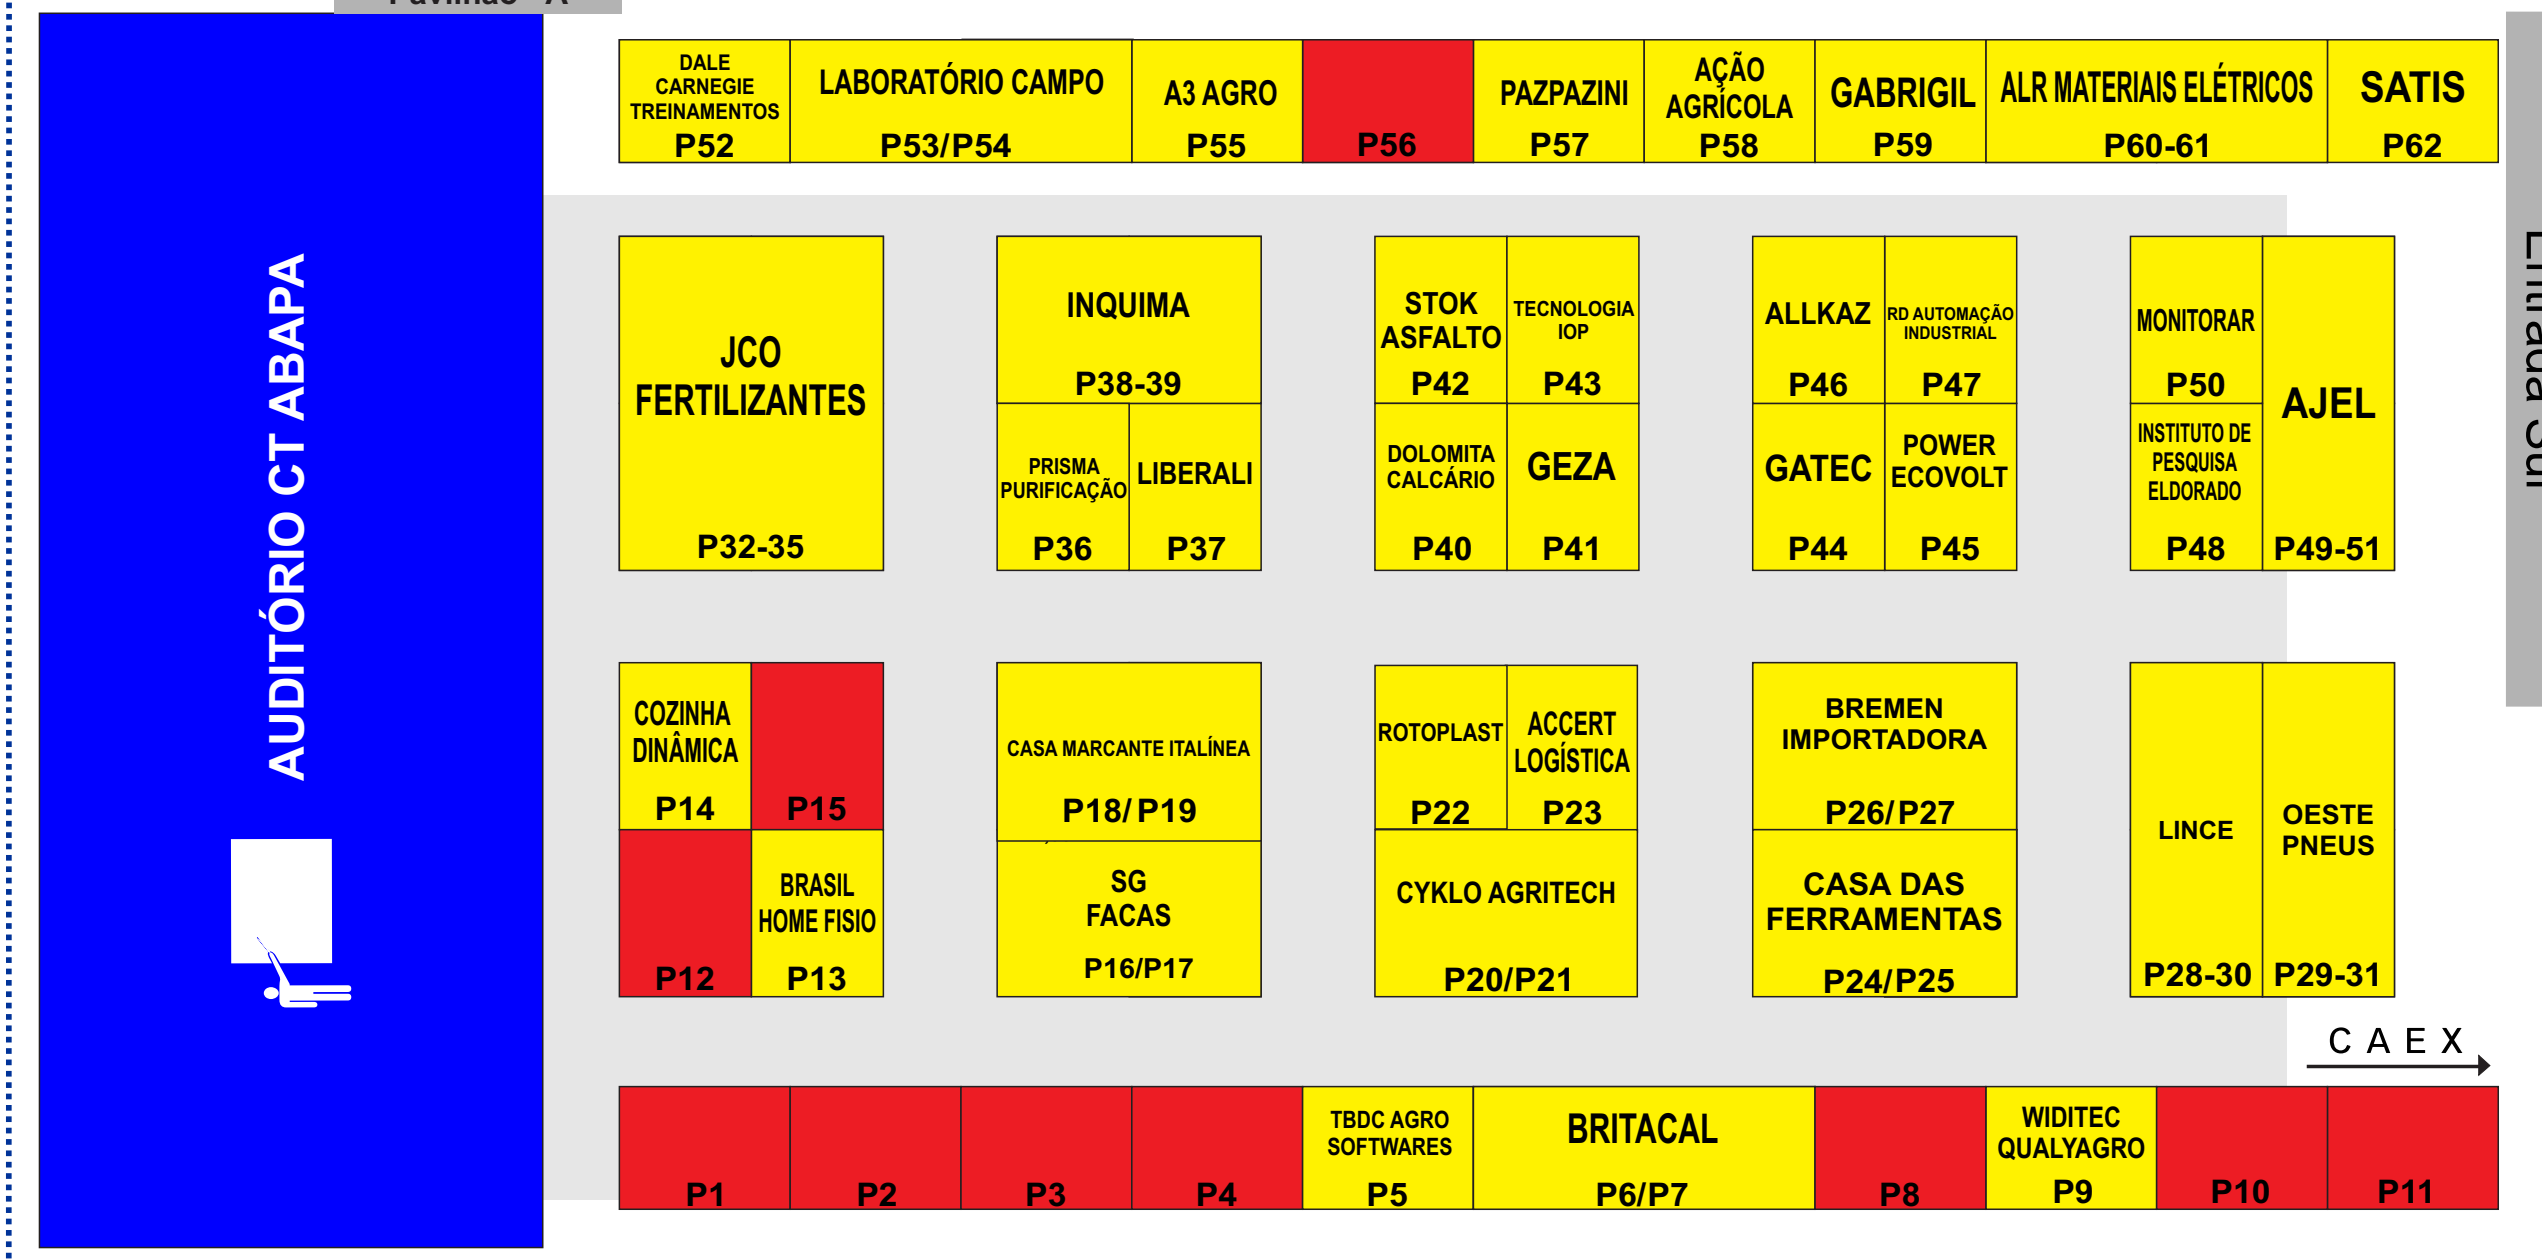 Pavilhão "A"
DALE
CARNEGIE
TREINAMENTOS
P52
LABORATÓRIO CAMPO
P53/P54
A3 AGRO
P55
P56
PAZPAZINI
P57
AÇÃO
AGRÍCOLA
P58
GABRIGIL
P59
ALR MATERIAIS ELÉTRICOS
P60-61
SATIS
P62
Entrada Sul
AUDITÓRIO CT ABAPA
JCO
FERTILIZANTES
P32-35
INQUIMA
P38-39
PRISMA
PURIFICAÇÃO
P36
LIBERALI
P37
STOK
ASFALTO
P42
TECNOLOGIA
IOP
P43
DOLOMITA
CALCÁRIO
P40
GEZA
P41
ALLKAZ
P46
RD AUTOMAÇÃO
INDUSTRIAL
P47
GATEC
P44
POWER
ECOVOLT
P45
MONITORAR
P50
INSTITUTO DE
PESQUISA
ELDORADO
P48
AJEL
P49-51
COZINHA
DINÂMICA
P14
P15
P12
BRASIL
HOME FISIO
P13
CASA MARCANTE ITALÍNEA
P18/ P19
SG
FACAS
P16/P17
ROTOPLAST
P22
ACCERT
LOGÍSTICA
P23
CYKLO AGRITECH
P20/P21
BREMEN
IMPORTADORA
P26/P27
CASA DAS
FERRAMENTAS
P24/P25
LINCE
P28-30
OESTE
PNEUS
P29-31
CAEX
P1
P2
P3
P4
TBDC AGRO
SOFTWARES
P5
BRITACAL
P6/P7
P8
WIDITEC
QUALYAGRO
P9
P10
P11